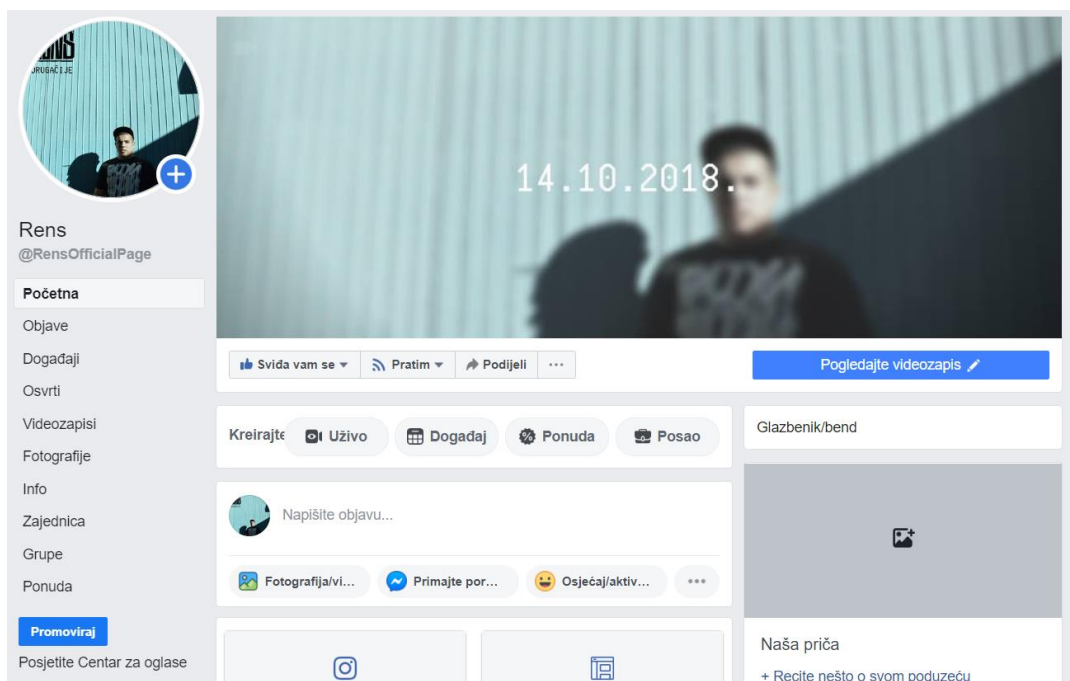 DRUGAČIJE
14.10.2018.
Rens
@RensOfficialPage
Početna
Objave
Događaji
Osvrti
Videozapisi
Fotografije
Info
Zajednica
Grupe
Ponuda
Promoviraj
Posjetite Centar za oglase
Sviđa vam se
Pratim
Podijeli
...
Pogledajte videozapis
Kreirajte
Uživo
Događaj
Ponuda
Posao
Napišite objavu...
Fotografija/vi...
Primajte por...
Osjećaj/aktiv...
...
Glazbenik/bend
Naša priča
+ Recite nešto o svom poduzeću